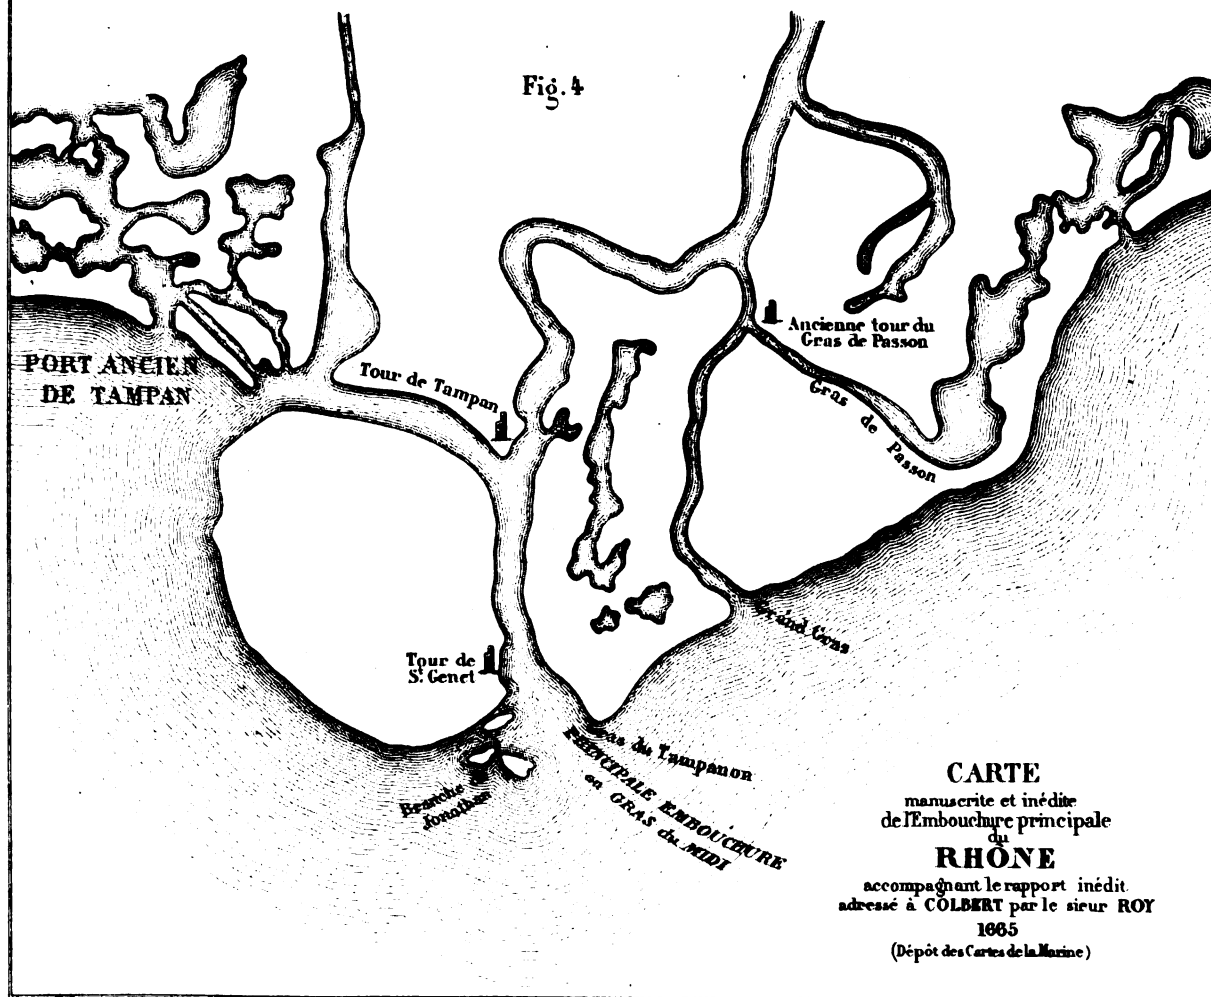 Fig. 4
Ancienne tour du
Gras de Passon
PORT ANCIEN
DE TAMPAN
Tour de Tampan
Gras de Passon
Grand Gras
Tour de
St. Genet
Gras du Tampanon
PRINCIPALE EMBOUCHURE
ou GRAS du MIDI
Branche de
Jonathan
CARTE
manuscrite et inédite
de l'Embouchure principale
du
RHÔNE
accompagnant le rapport inédit.
adressé à COLBERT par le sieur ROY
1665
(Dépôt des Cartes de la Marine)